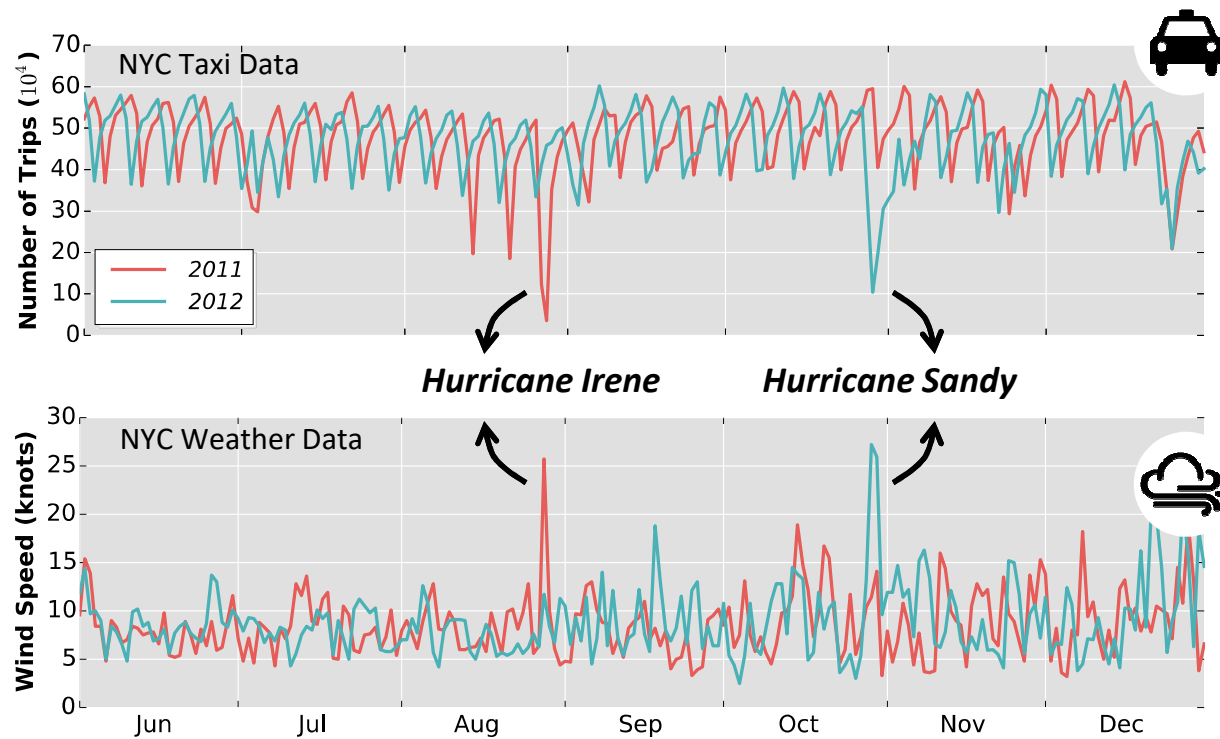 NYC Taxi Data
Number of Trips (10^4)
70
60
50
40
30
20
10
0
2011
2012
Hurricane Irene
Hurricane Sandy
NYC Weather Data
Wind Speed (knots)
30
25
20
15
10
5
0
Jun Jul Aug Sep Oct Nov Dec